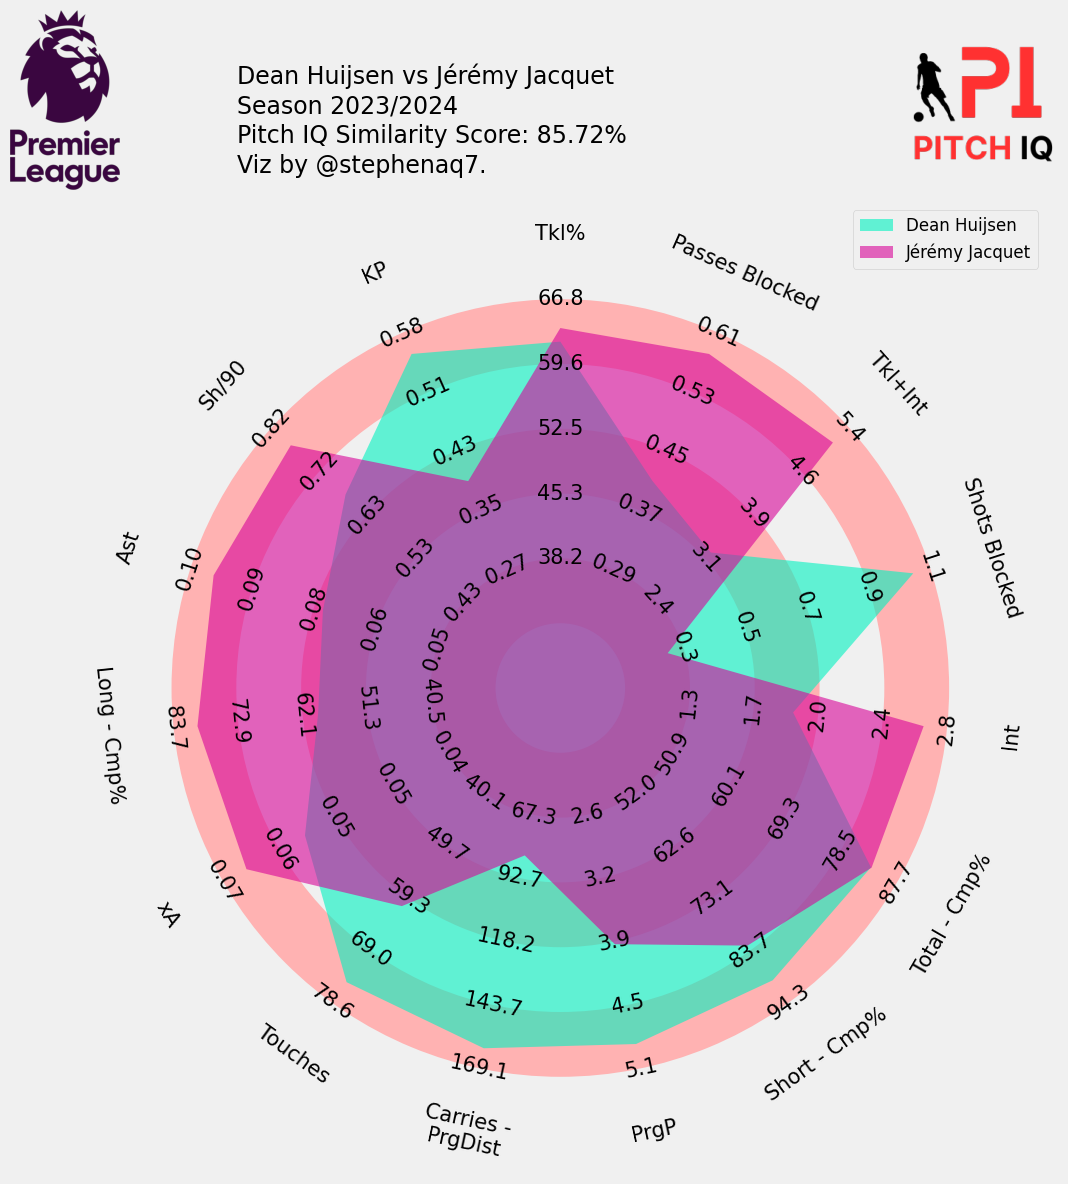 Dean Huijsen vs Jérémy Jacquet
Season 2023/2024
Pitch IQ Similarity Score: 85.72%
Viz by @stephenaq7.
Premier
League
PI
PITCH IQ
Dean Huijsen
Jérémy Jacquet
Tkl%
66.8
59.6
52.5
45.3
38.2
Passes Blocked
0.61
0.53
0.45
0.37
0.29
Tkl+Int
5.4
4.6
3.9
3.1
2.4
Shots Blocked
1.1
0.9
0.7
0.5
0.3
Int
2.8
2.4
2.0
1.7
1.3
Total - Cmp%
87.7
78.5
69.3
60.1
50.9
Short - Cmp%
94.3
83.7
73.1
62.6
52.0
PrgP
5.1
4.5
3.9
3.2
2.6
Carries -
PrgDist
169.1
143.7
118.2
92.7
67.3
Touches
78.6
69.0
59.3
49.7
40.1
xA
0.07
0.06
0.05
0.05
0.04
Long - Cmp%
83.7
72.9
62.1
51.3
40.5
Ast
0.10
0.09
0.08
0.06
0.05
Sh/90
0.82
0.72
0.63
0.53
0.43
KP
0.58
0.51
0.43
0.35
0.27